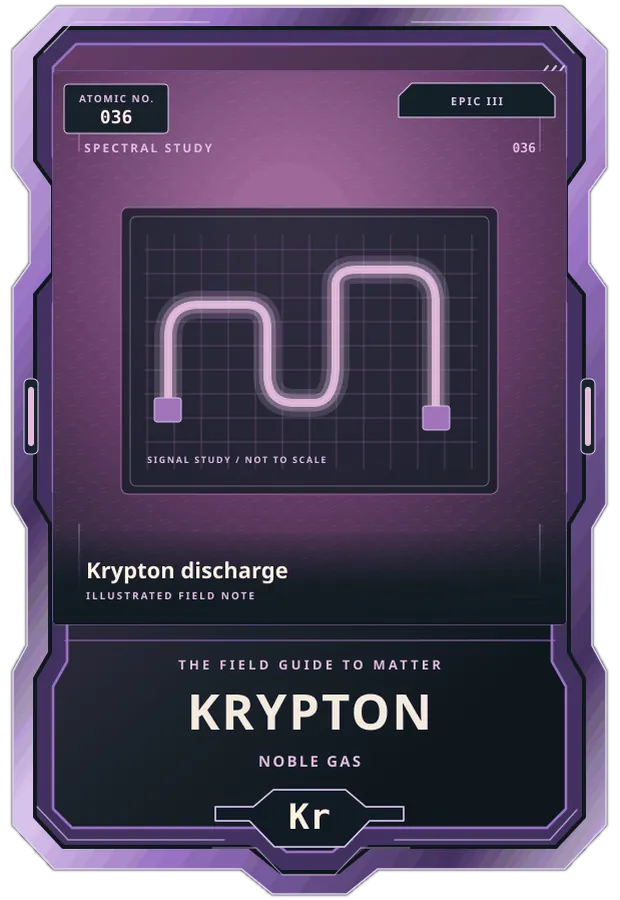 ATOMIC NO.
036
EPIC III
SPECTRAL STUDY
036
SIGNAL STUDY / NOT TO SCALE
Krypton discharge
ILLUSTRATED FIELD NOTE
THE FIELD GUIDE TO MATTER
KRYPTON
NOBLE GAS
Kr